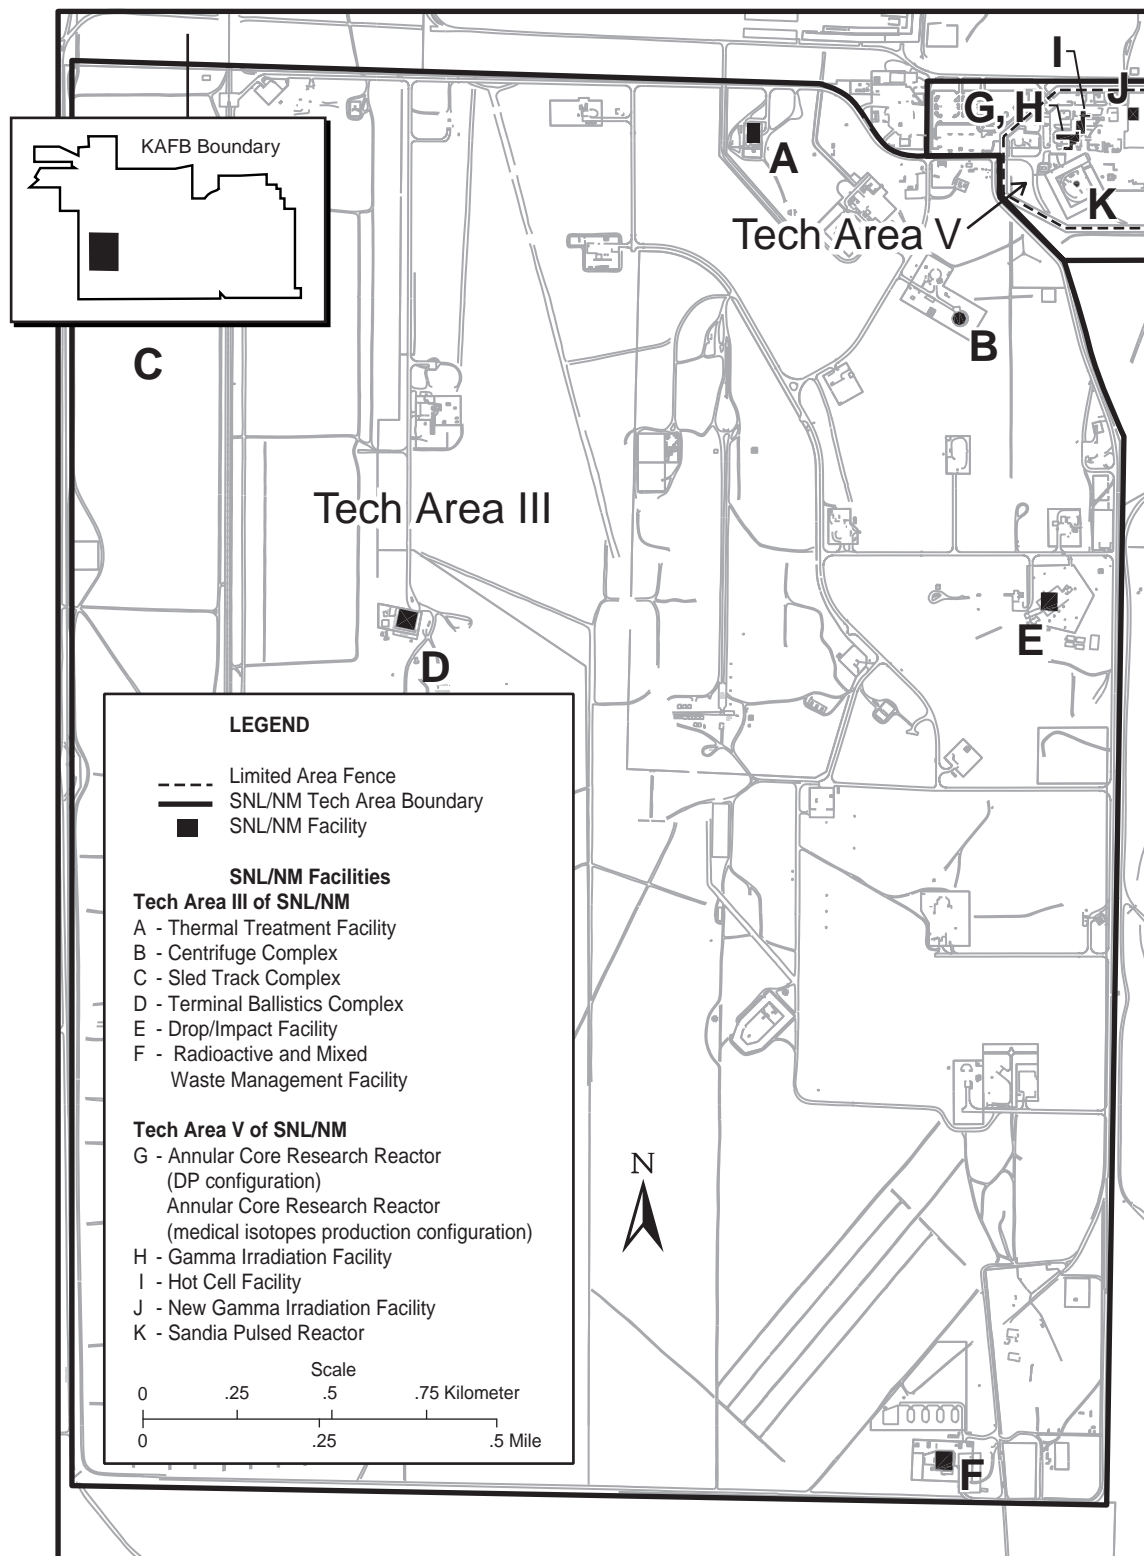 I
J
G, H
KAFB Boundary
A
K
Tech Area V
B
C
Tech Area III
E
D
LEGEND
Limited Area Fence
SNL/NM Tech Area Boundary
SNL/NM Facility
SNL/NM Facilities
Tech Area III of SNL/NM
A - Thermal Treatment Facility
B - Centrifuge Complex
C - Sled Track Complex
D - Terminal Ballistics Complex
E - Drop/Impact Facility
F - Radioactive and Mixed
Waste Management Facility
Tech Area V of SNL/NM
G - Annular Core Research Reactor
(DP configuration)
Annular Core Research Reactor
(medical isotopes production configuration)
H - Gamma Irradiation Facility
I - Hot Cell Facility
J - New Gamma Irradiation Facility
K - Sandia Pulsed Reactor
N
Scale
0 .25 .5 .75 Kilometer
0 .25 .5 Mile
F